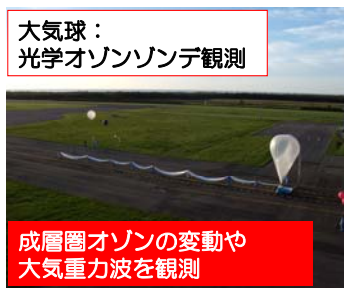 大気球：
光学オゾンゾンデ観測
成層圏オゾンの変動や
大気重力波を観測